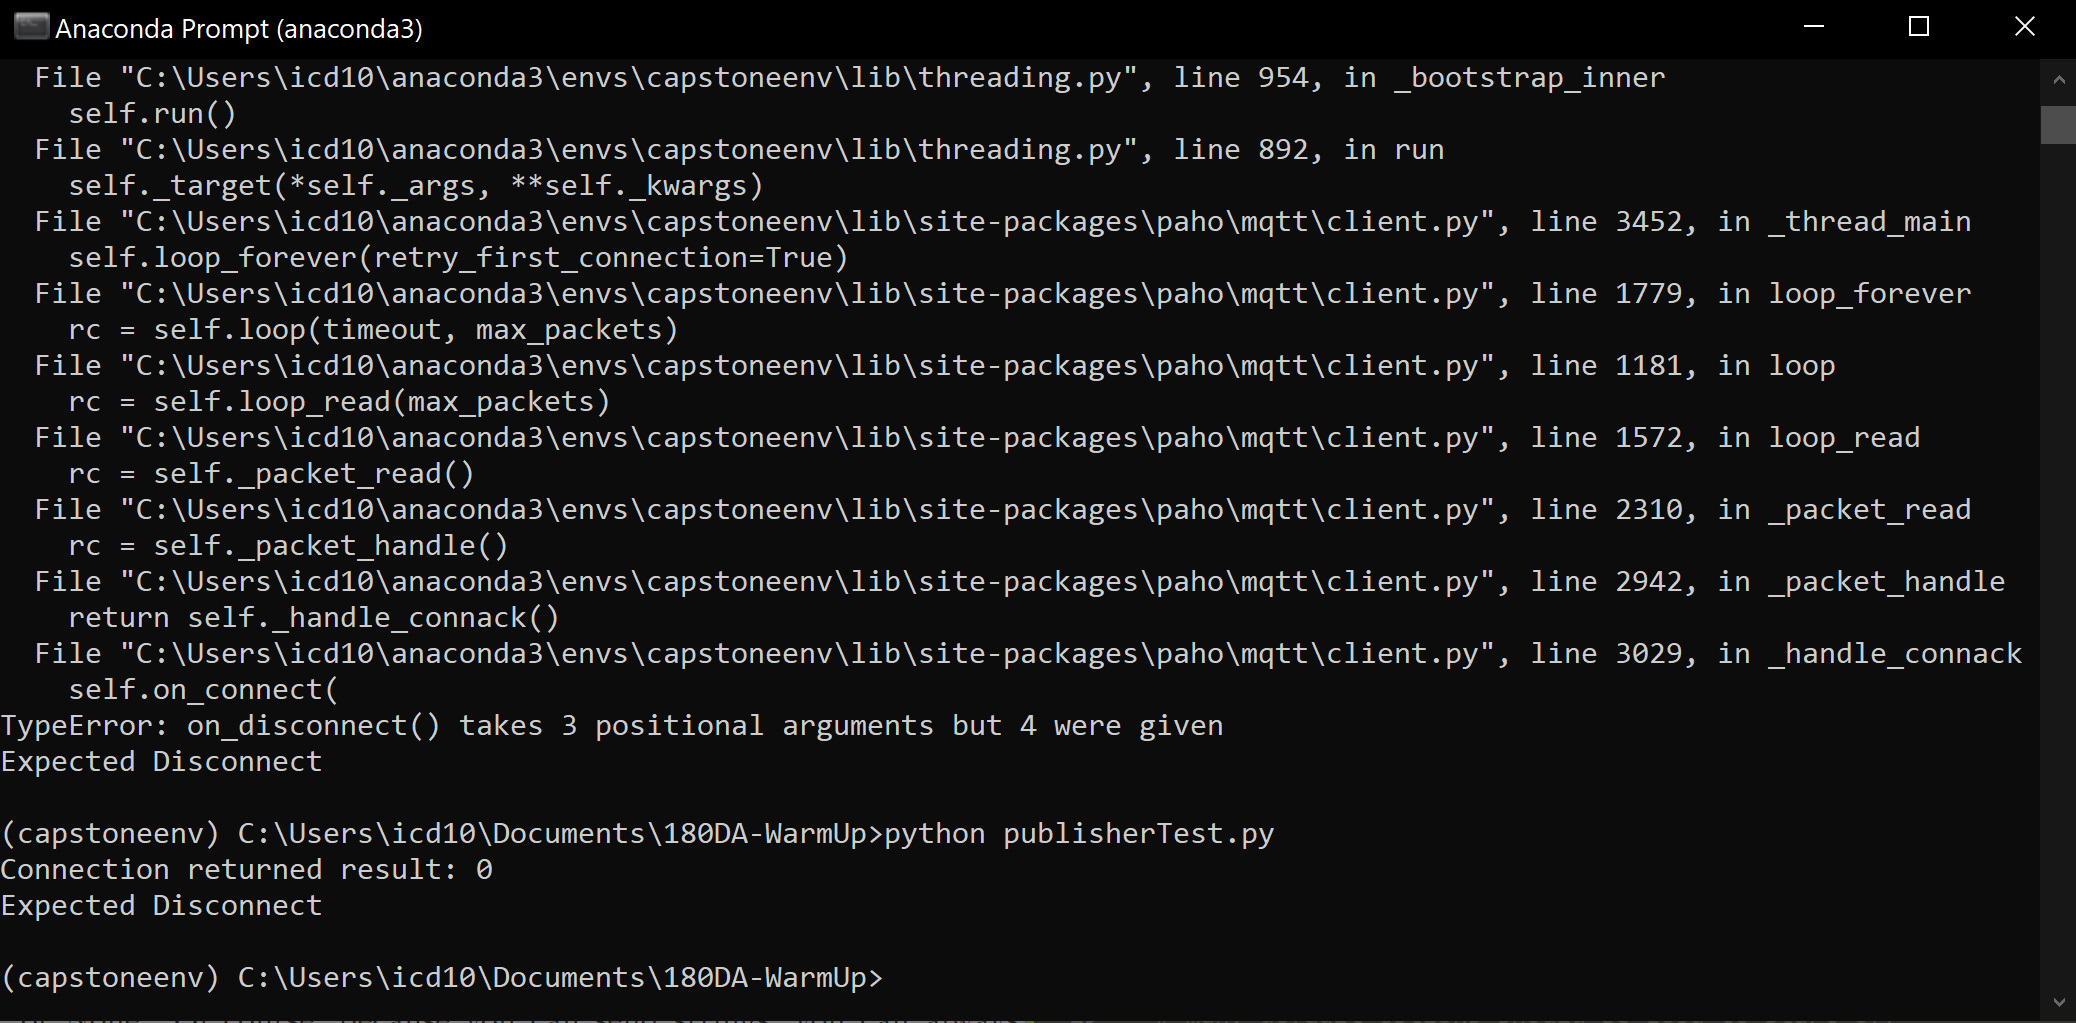 Anaconda Prompt (anaconda3)
File "C:\Users\icd10\anaconda3\envs\capstoneenv\lib\threading.py", line 954, in _bootstrap_inner
self.run()
File "C:\Users\icd10\anaconda3\envs\capstoneenv\lib\threading.py", line 892, in run
self._target(*self._args, **self._kwargs)
File "C:\Users\icd10\anaconda3\envs\capstoneenv\lib\site-packages\paho\mqtt\client.py", line 3452, in _thread_main
self.loop_forever(retry_first_connection=True)
File "C:\Users\icd10\anaconda3\envs\capstoneenv\lib\site-packages\paho\mqtt\client.py", line 1779, in loop_forever
rc = self.loop(timeout, max_packets)
File "C:\Users\icd10\anaconda3\envs\capstoneenv\lib\site-packages\paho\mqtt\client.py", line 1181, in loop
rc = self.loop_read(max_packets)
File "C:\Users\icd10\anaconda3\envs\capstoneenv\lib\site-packages\paho\mqtt\client.py", line 1572, in loop_read
rc = self._packet_read()
File "C:\Users\icd10\anaconda3\envs\capstoneenv\lib\site-packages\paho\mqtt\client.py", line 2310, in _packet_read
rc = self._packet_handle()
File "C:\Users\icd10\anaconda3\envs\capstoneenv\lib\site-packages\paho\mqtt\client.py", line 2942, in _packet_handle
return self._handle_connack()
File "C:\Users\icd10\anaconda3\envs\capstoneenv\lib\site-packages\paho\mqtt\client.py", line 3029, in _handle_connack
self.on_connect(
TypeError: on_disconnect() takes 3 positional arguments but 4 were given
Expected Disconnect
(capstoneenv) C:\Users\icd10\Documents\180DA-WarmUp>python publisherTest.py
Connection returned result: 0
Expected Disconnect
(capstoneenv) C:\Users\icd10\Documents\180DA-WarmUp>